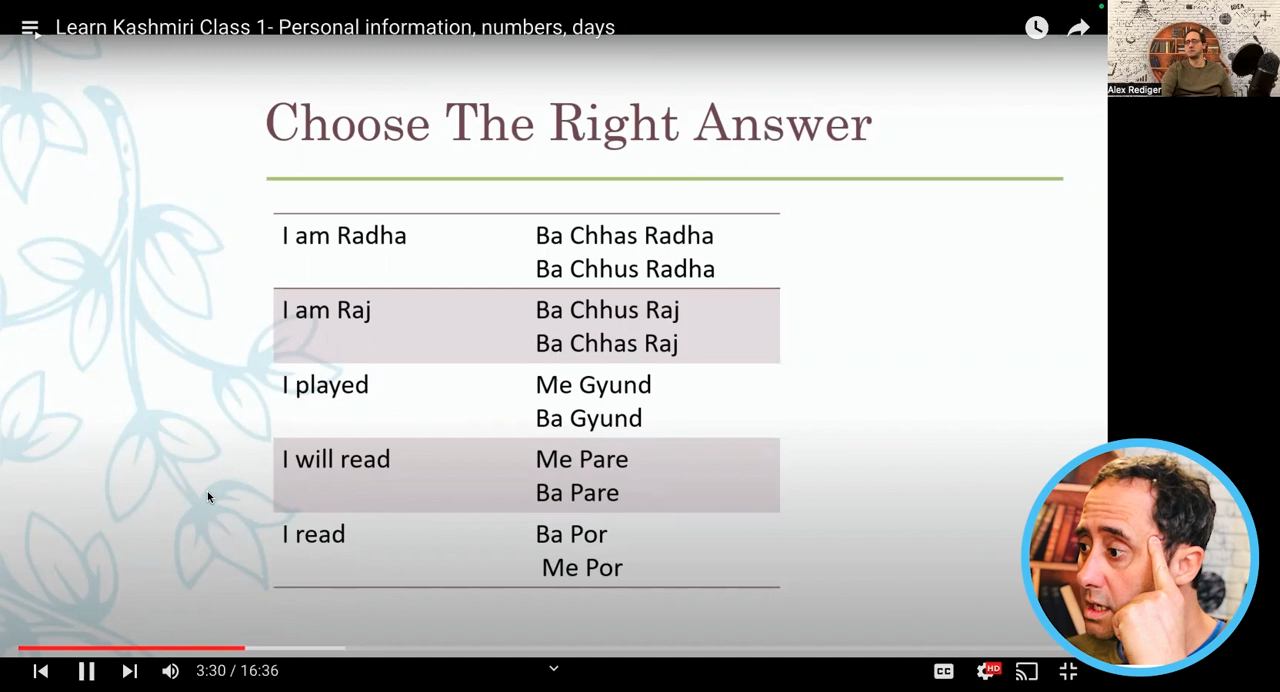 Learn Kashmiri Class 1- Personal information, numbers, days
IDEA
Alex Rediger
Choose The Right Answer
I am Radha Ba Chhas Radha
Ba Chhus Radha
I am Raj Ba Chhus Raj
Ba Chhas Raj
I played Me Gyund
Ba Gyund
I will read Me Pare
Ba Pare
I read Ba Por
Me Por
3:30 / 16:36
CC HD